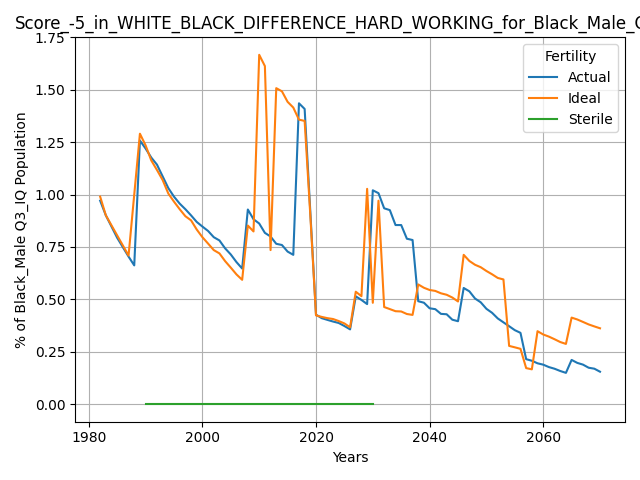 Score_-5_in_WHITE_BLACK_DIFFERENCE_HARD_WORKING_for_Black_Male_
% of Black_Male Q3_IQ Population
1.75
1.50
1.25
1.00
0.75
0.50
0.25
0.00
Fertility
Actual
Ideal
Sterile
1980
2000
2020
2040
2060
Years